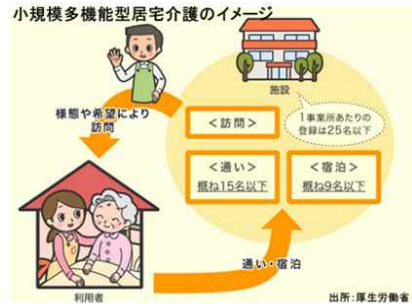 小規模多機能型居宅介護のイメージ
施設
様態や希望により
訪問
＜訪問＞
1事業所あたりの
登録は25名以下
＜通い＞
概ね15名以下
＜宿泊＞
概ね9名以下
通い・宿泊
利用者
出所：厚生労働省